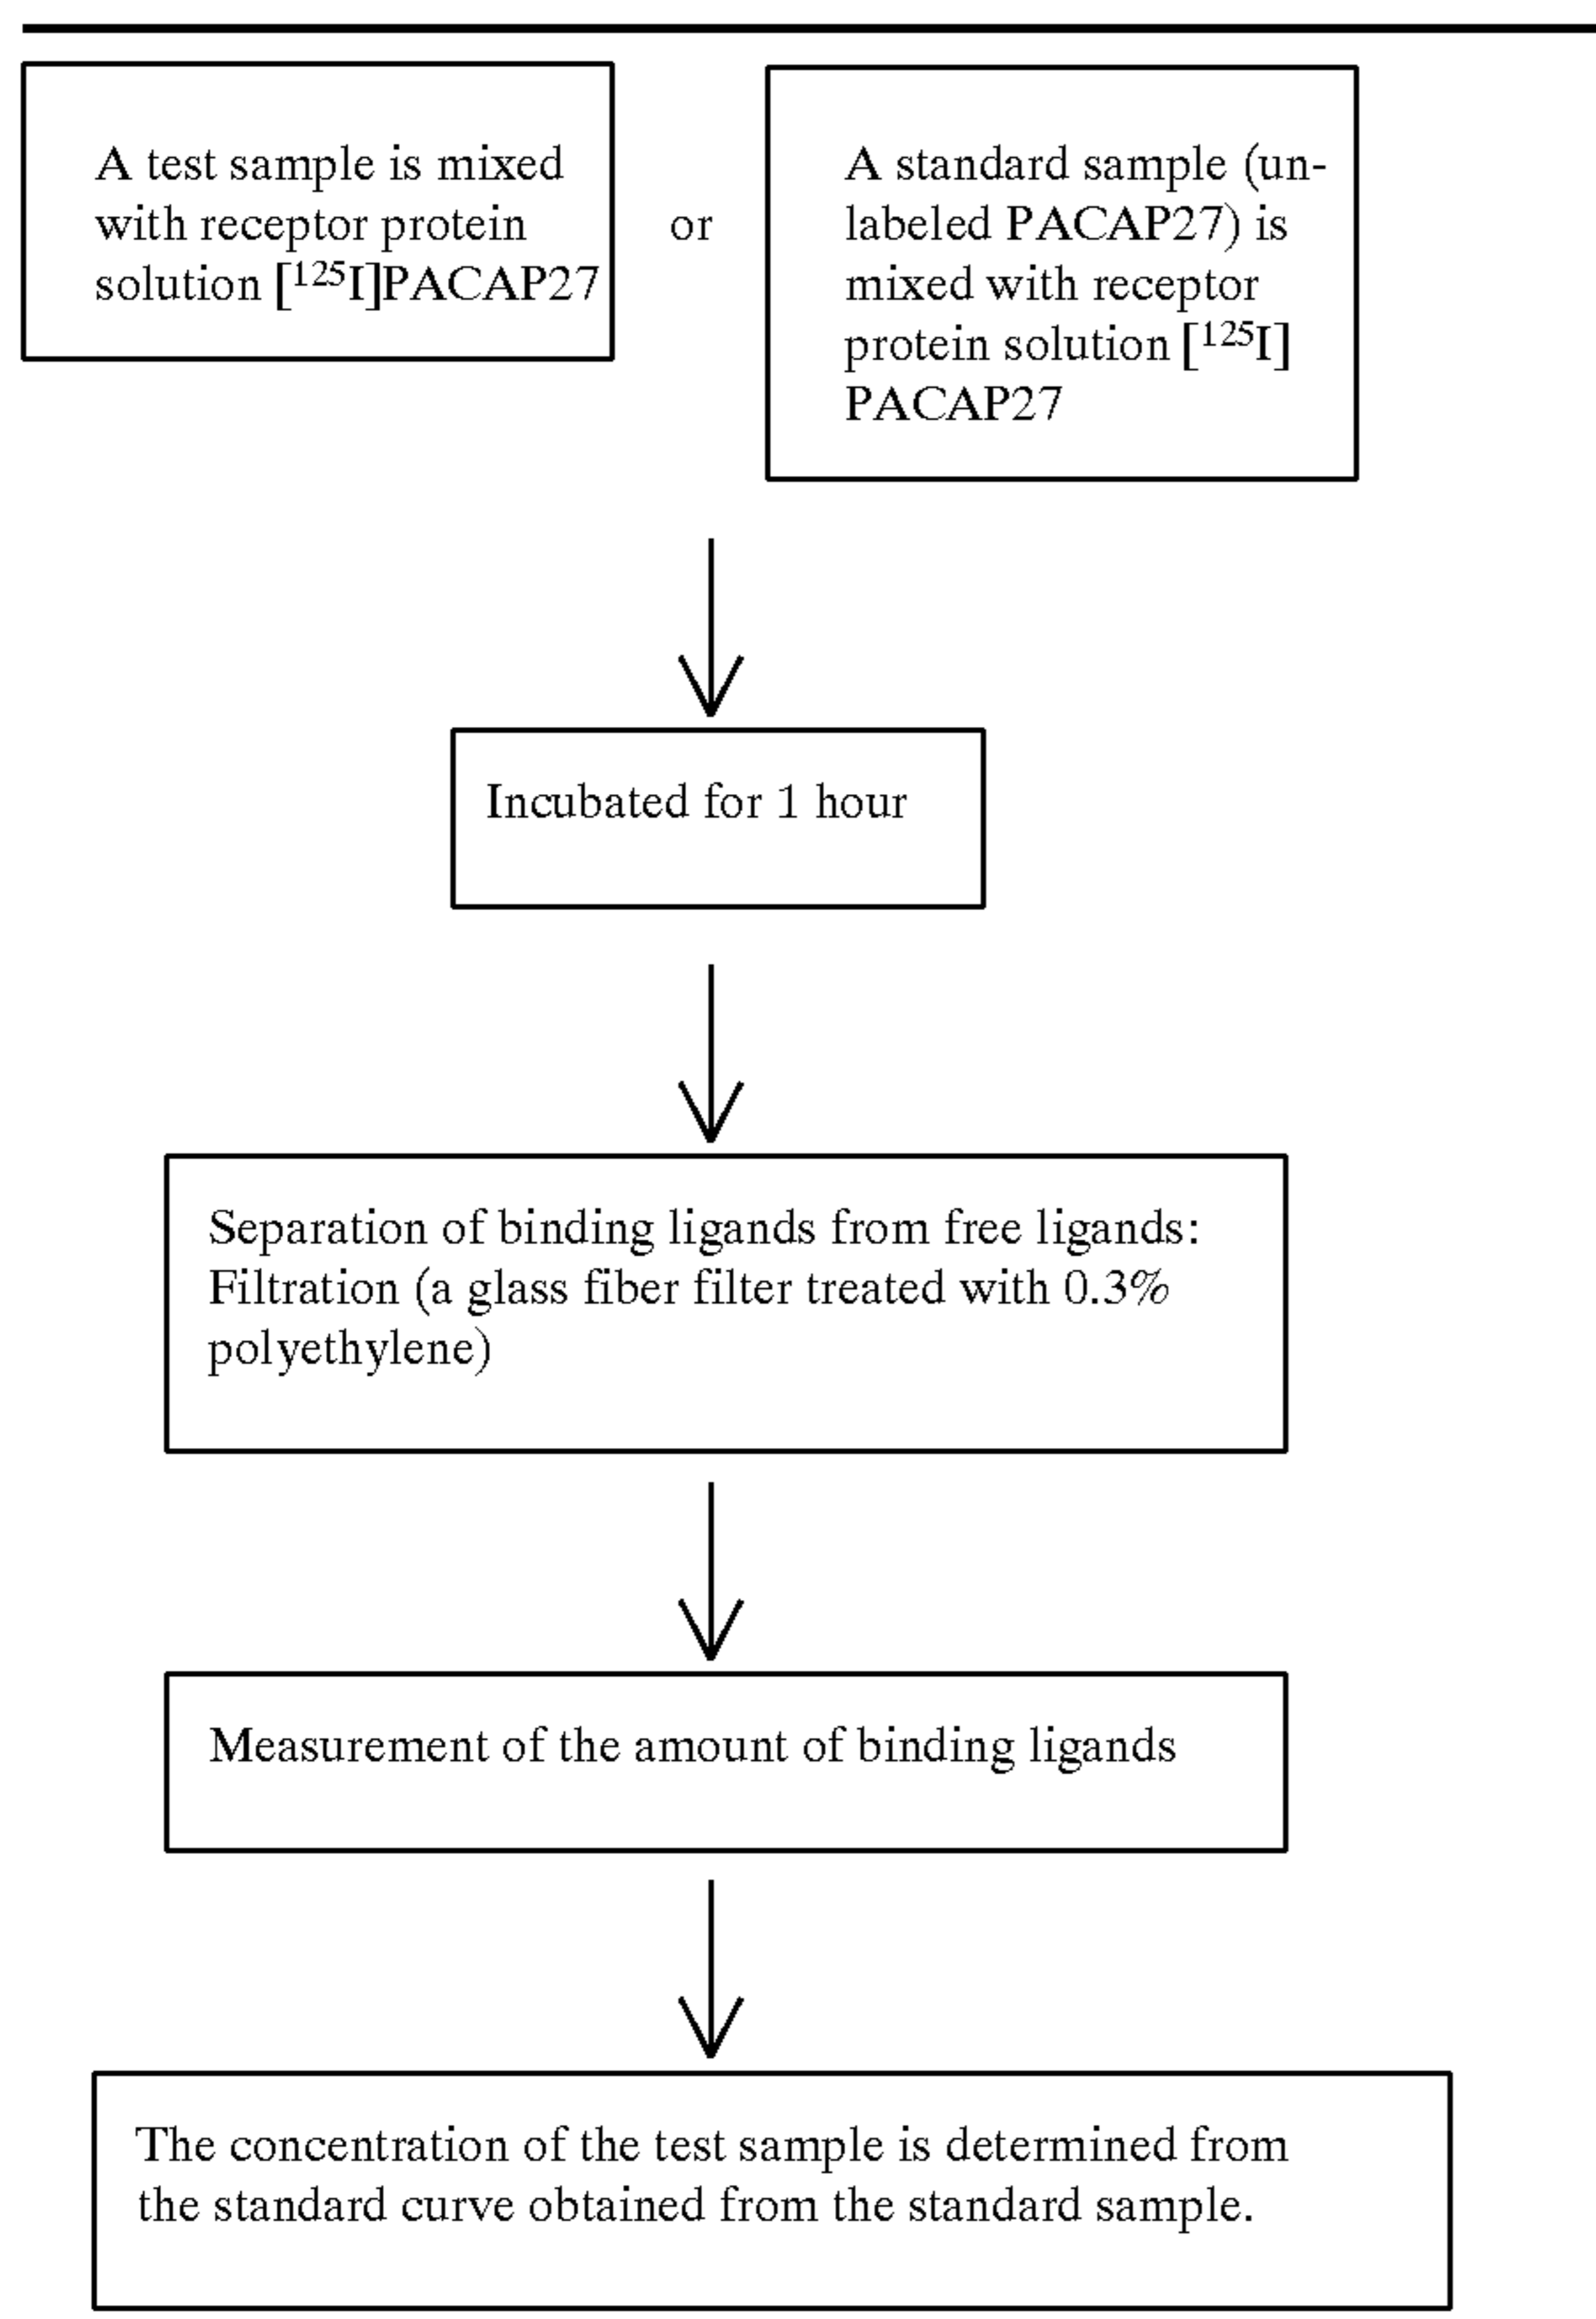 A test sample is mixed
with receptor protein
solution [¹²⁵I]PACAP27
or
A standard sample (un-
labeled PACAP27) is
mixed with receptor
protein solution [¹²⁵I]
PACAP27
Incubated for 1 hour
Separation of binding ligands from free ligands:
Filtration (a glass fiber filter treated with 0.3%
polyethylene)
Measurement of the amount of binding ligands
The concentration of the test sample is determined from
the standard curve obtained from the standard sample.